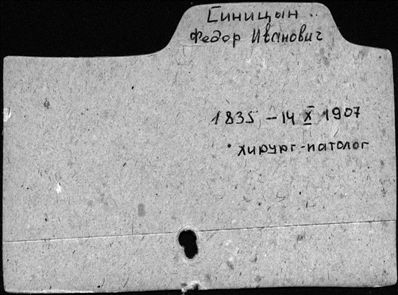 Синицын
Федор Иванович
1835 – 14 X 1907
хирург-патолог